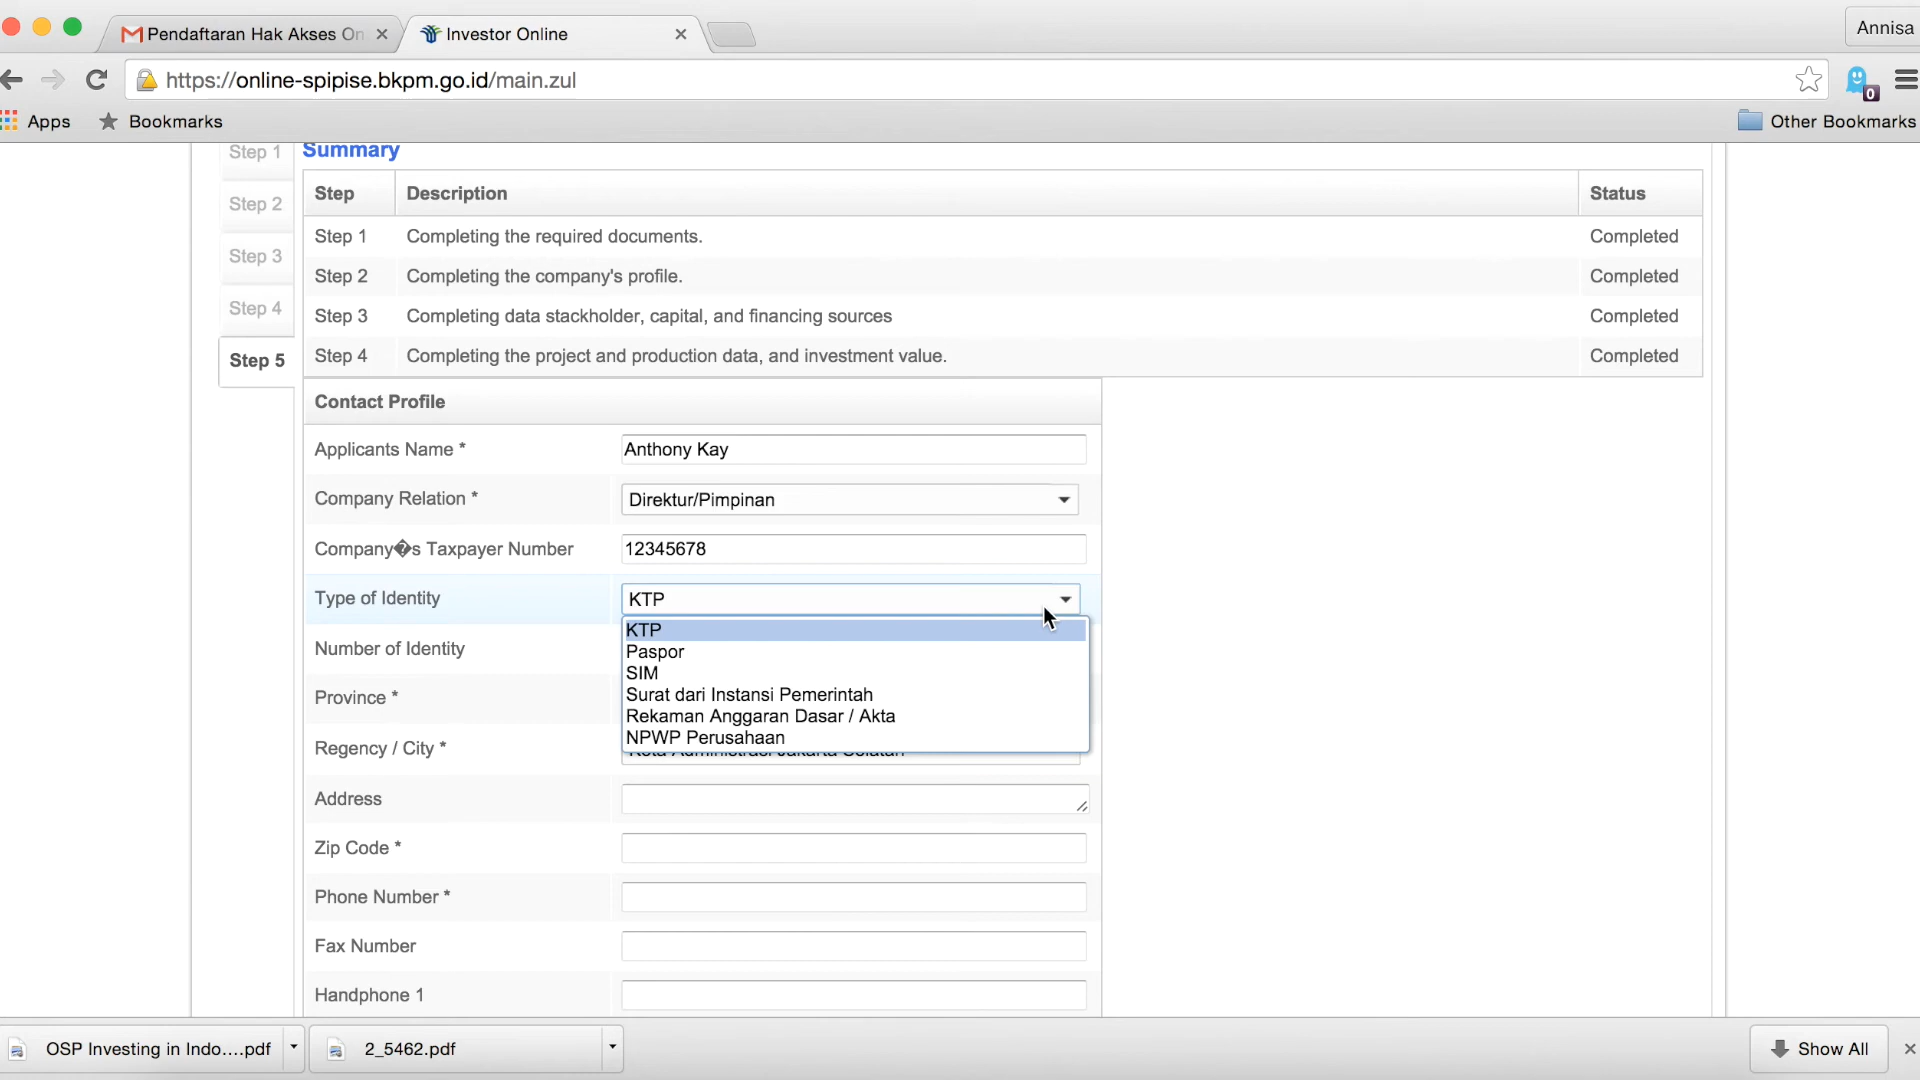 Pendaftaran Hak Akses On
Investor Online
Annisa
https://online-spipise.bkpm.go.id/main.zul
0
Apps
Bookmarks
Other Bookmarks
Step 1
Summary
Step 2
Step 3
Step 4
Step 5
Step Description Status
Step 1 Completing the required documents. Completed
Step 2 Completing the company's profile. Completed
Step 3 Completing data stackholder, capital, and financing sources Completed
Step 4 Completing the project and production data, and investment value. Completed
Contact Profile
Applicants Name * Anthony Kay
Company Relation * Direktur/Pimpinan
Company�s Taxpayer Number 12345678
Type of Identity KTP
KTP
Paspor
SIM
Surat dari Instansi Pemerintah
Rekaman Anggaran Dasar / Akta
NPWP Perusahaan
Number of Identity
Province *
Regency / City * Kota Administrasi Jakarta Selatan
Address
Zip Code *
Phone Number *
Fax Number
Handphone 1
OSP Investing in Indo....pdf
2_5462.pdf
Show All